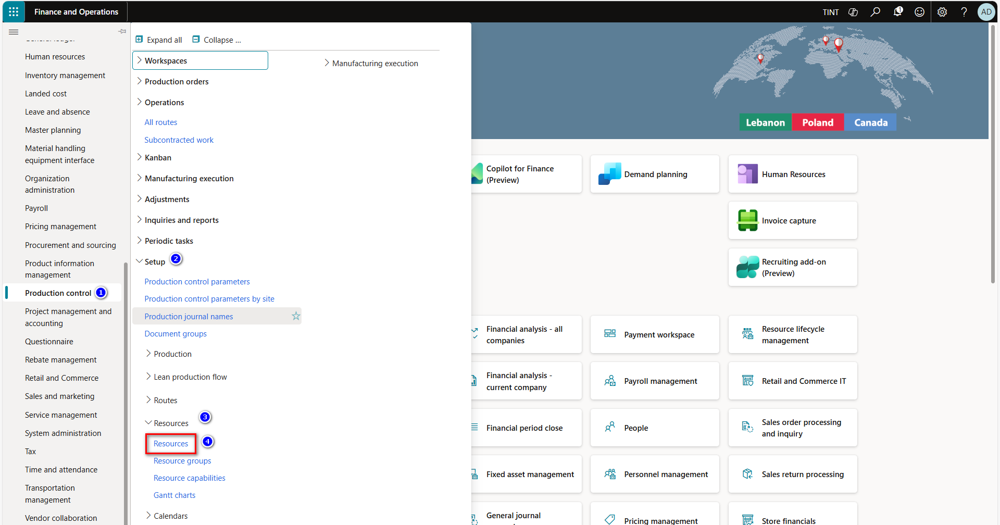 Finance and Operations
TINT
1
AD
Human resources
Inventory management
Landed cost
Leave and absence
Master planning
Material handling
equipment interface
Organization
administration
Payroll
Pricing management
Procurement and sourcing
Product information
management
Production control
1
Project management and
accounting
Questionnaire
Rebate management
Retail and Commerce
Sales and marketing
Service management
System administration
Tax
Time and attendance
Transportation
management
Vendor collaboration
Expand all
Collapse ...
Workspaces
Production orders
Operations
All routes
Subcontracted work
Kanban
Manufacturing execution
Adjustments
Inquiries and reports
Periodic tasks
Setup
2
Production control parameters
Production control parameters by site
Production journal names
Document groups
Production
Lean production flow
Routes
Resources
3
Resources
4
Resource groups
Resource capabilities
Gantt charts
Calendars
Manufacturing execution
Lebanon
Poland
Canada
Copilot for Finance
(Preview)
Demand planning
Human Resources
Invoice capture
Recruiting add-on
(Preview)
Financial analysis - all
companies
Payment workspace
Resource lifecycle
management
Financial analysis -
current company
Payroll management
Retail and Commerce IT
Financial period close
People
Sales order processing
and inquiry
Fixed asset management
Personnel management
Sales return processing
General journal
Pricing management
Store financials